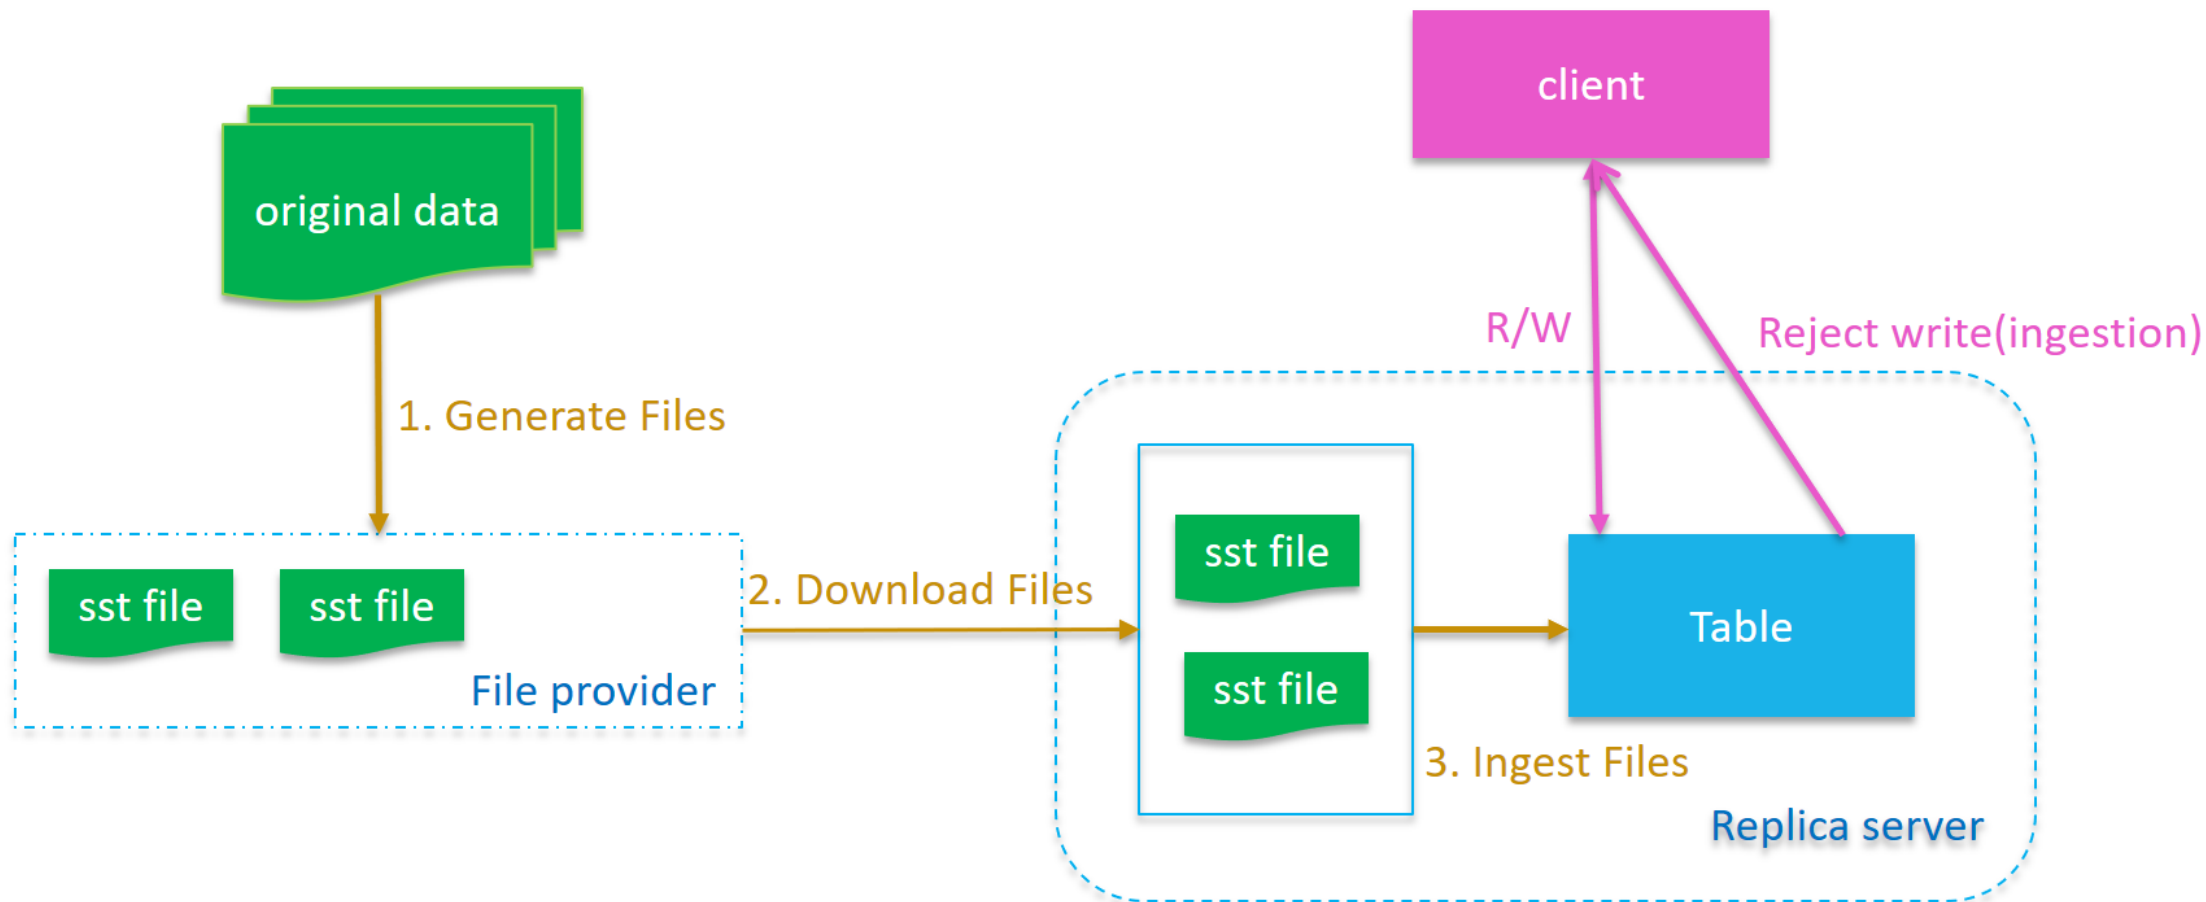 client
original data
R/W
Reject write(ingestion)
1. Generate Files
sst file
2. Download Files
sst file
sst file
Table
File provider
sst file
3. Ingest Files
Replica server